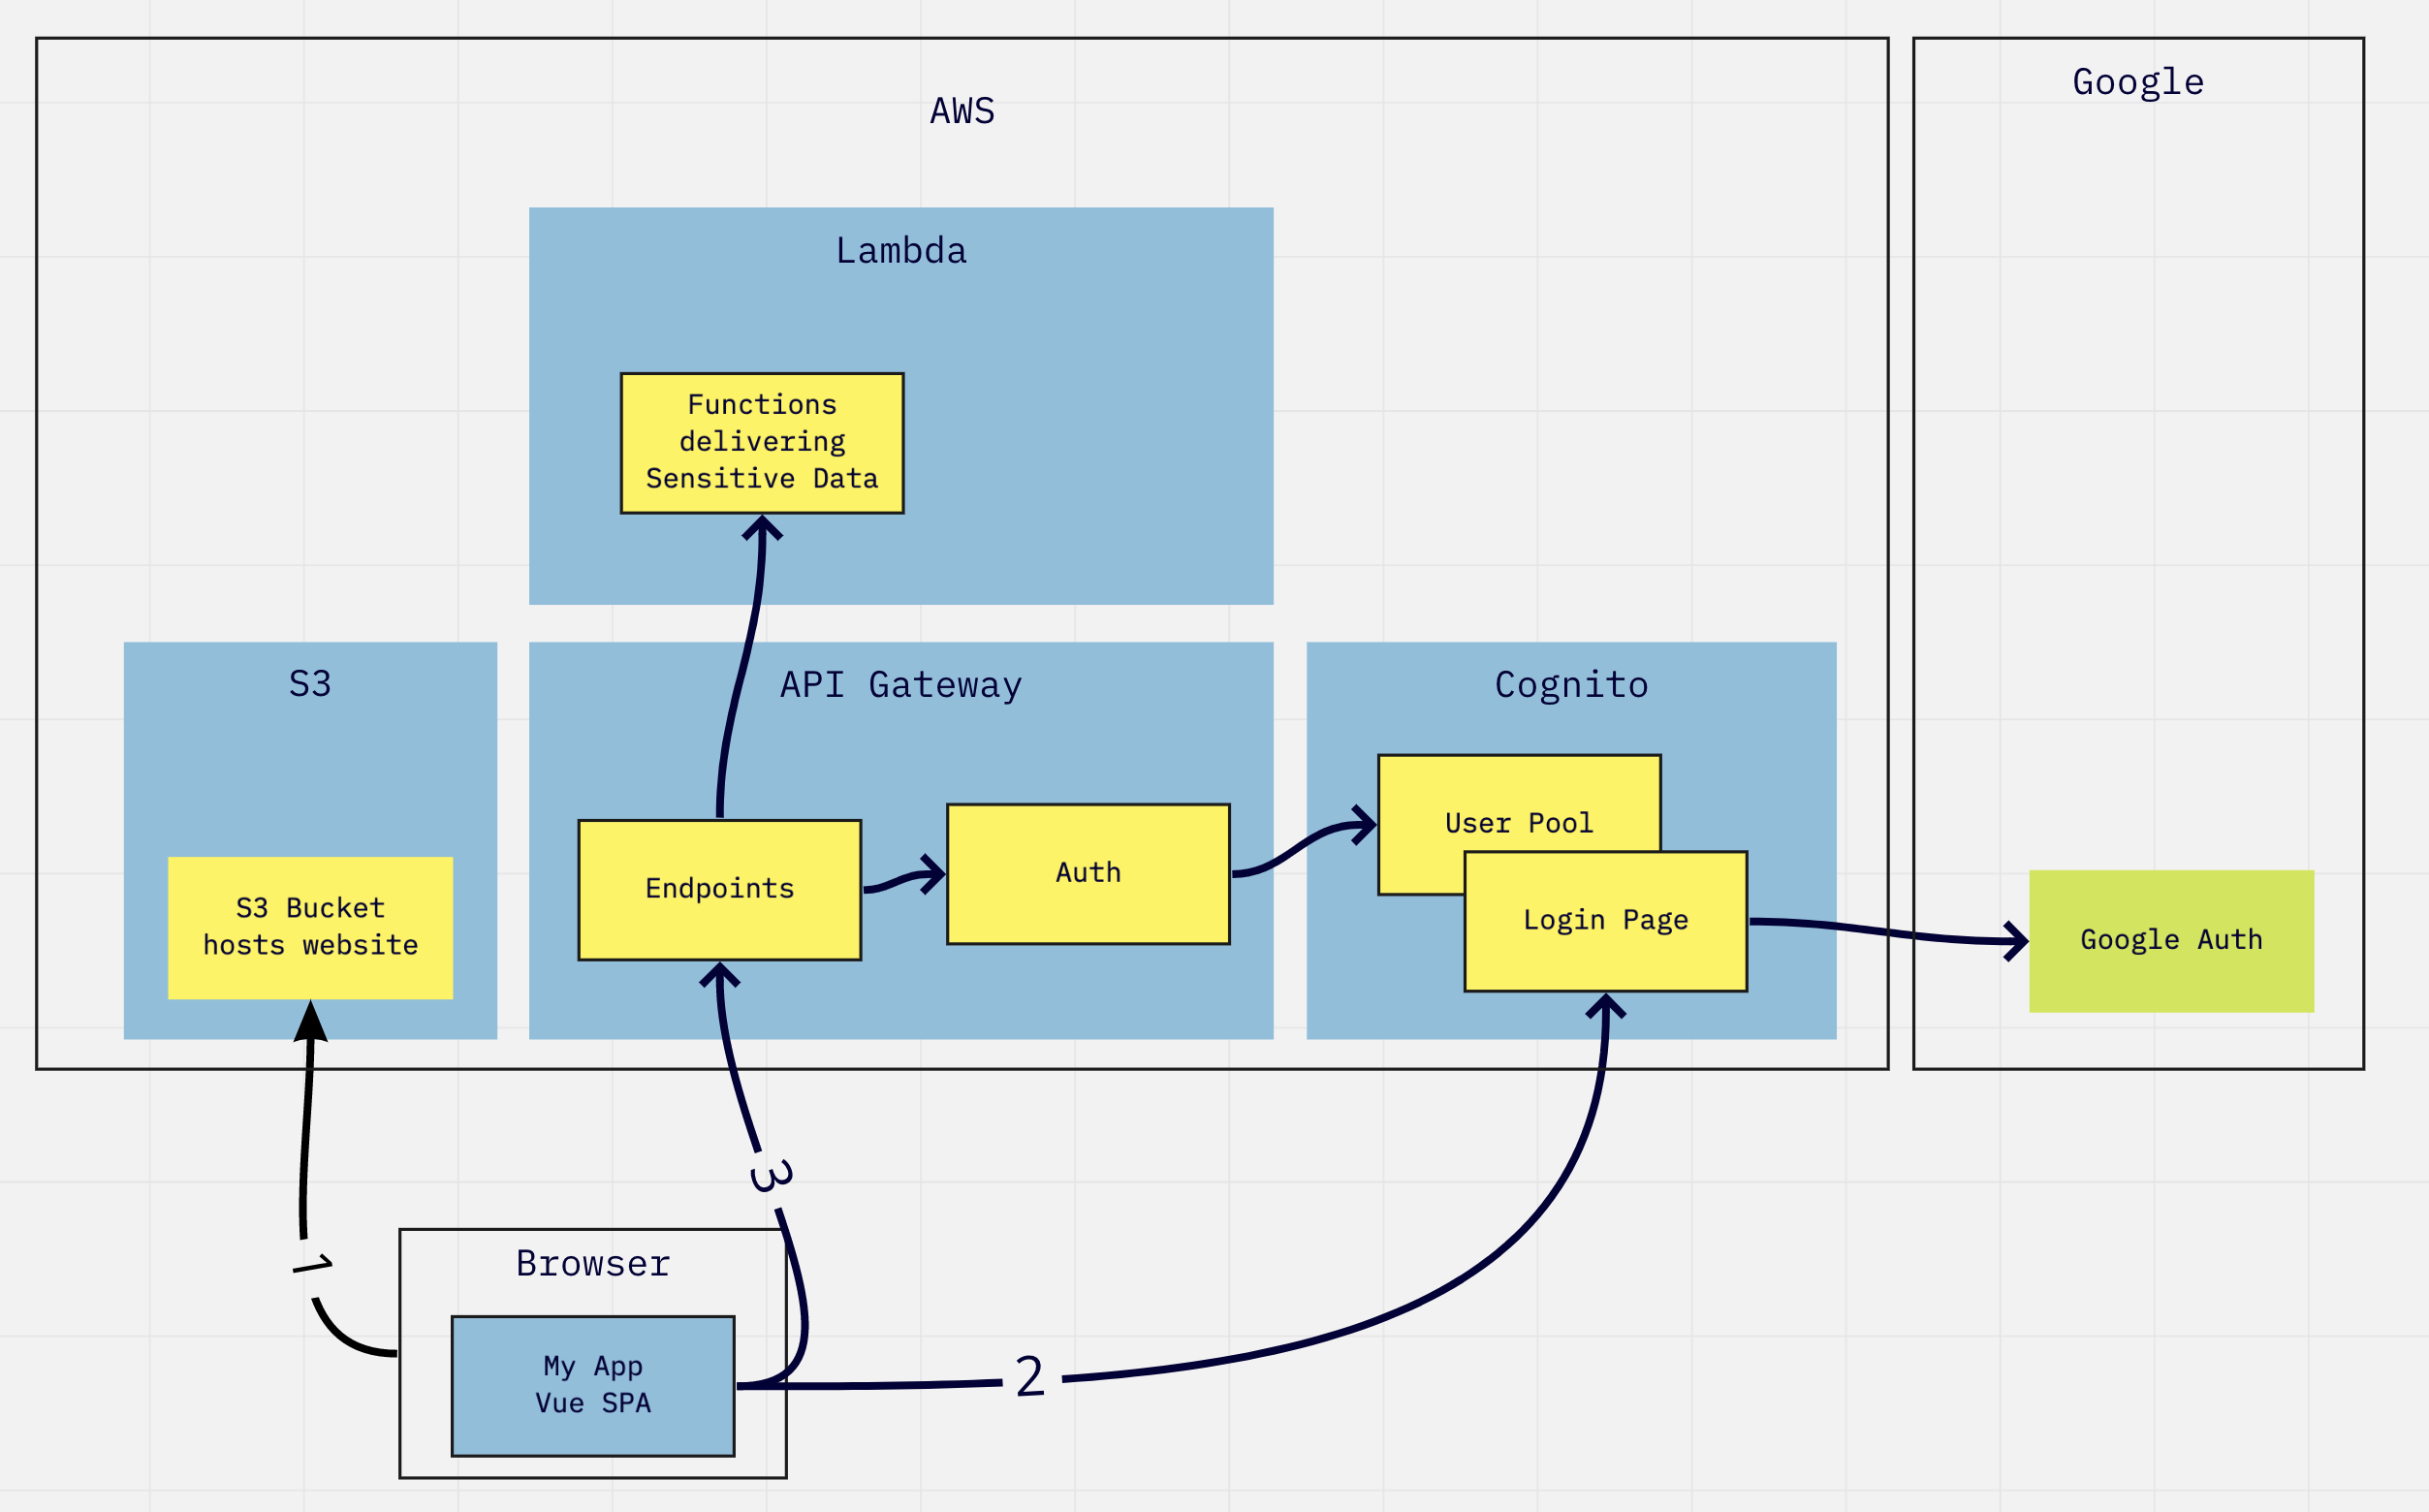 AWS
Google
Lambda
Functions
delivering
Sensitive Data
S3
API Gateway
Cognito
S3 Bucket
hosts website
Endpoints
Auth
User Pool
Login Page
Google Auth
3
1
Browser
My App
Vue SPA
2